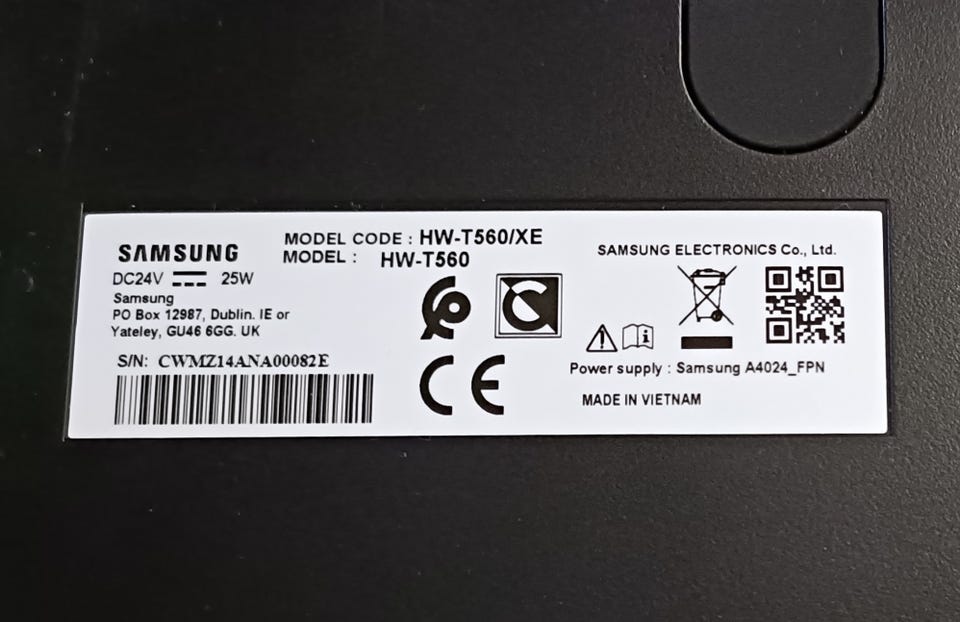 SAMSUNG
DC24V 25W
Samsung
PO Box 12987, Dublin. IE or
Yateley, GU46 6GG. UK
S/N: CWMZ14ANA00082E
MODEL CODE : HW-T560/XE
MODEL : HW-T560
CE
SAMSUNG ELECTRONICS Co., Ltd.
Power supply : Samsung A4024_FPN
MADE IN VIETNAM